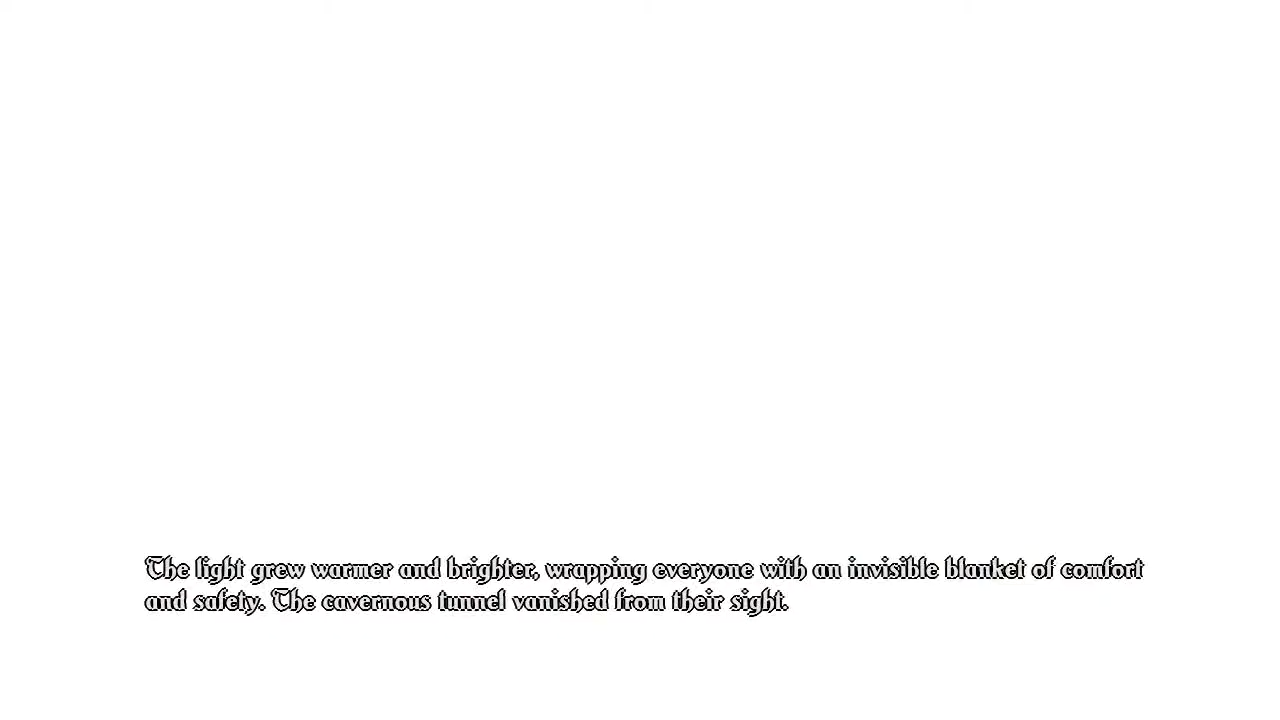 The light grew warmer and brighter, wrapping everyone with an invisible blanket of comfort
and safety. The cavernous tunnel vanished from their sight.